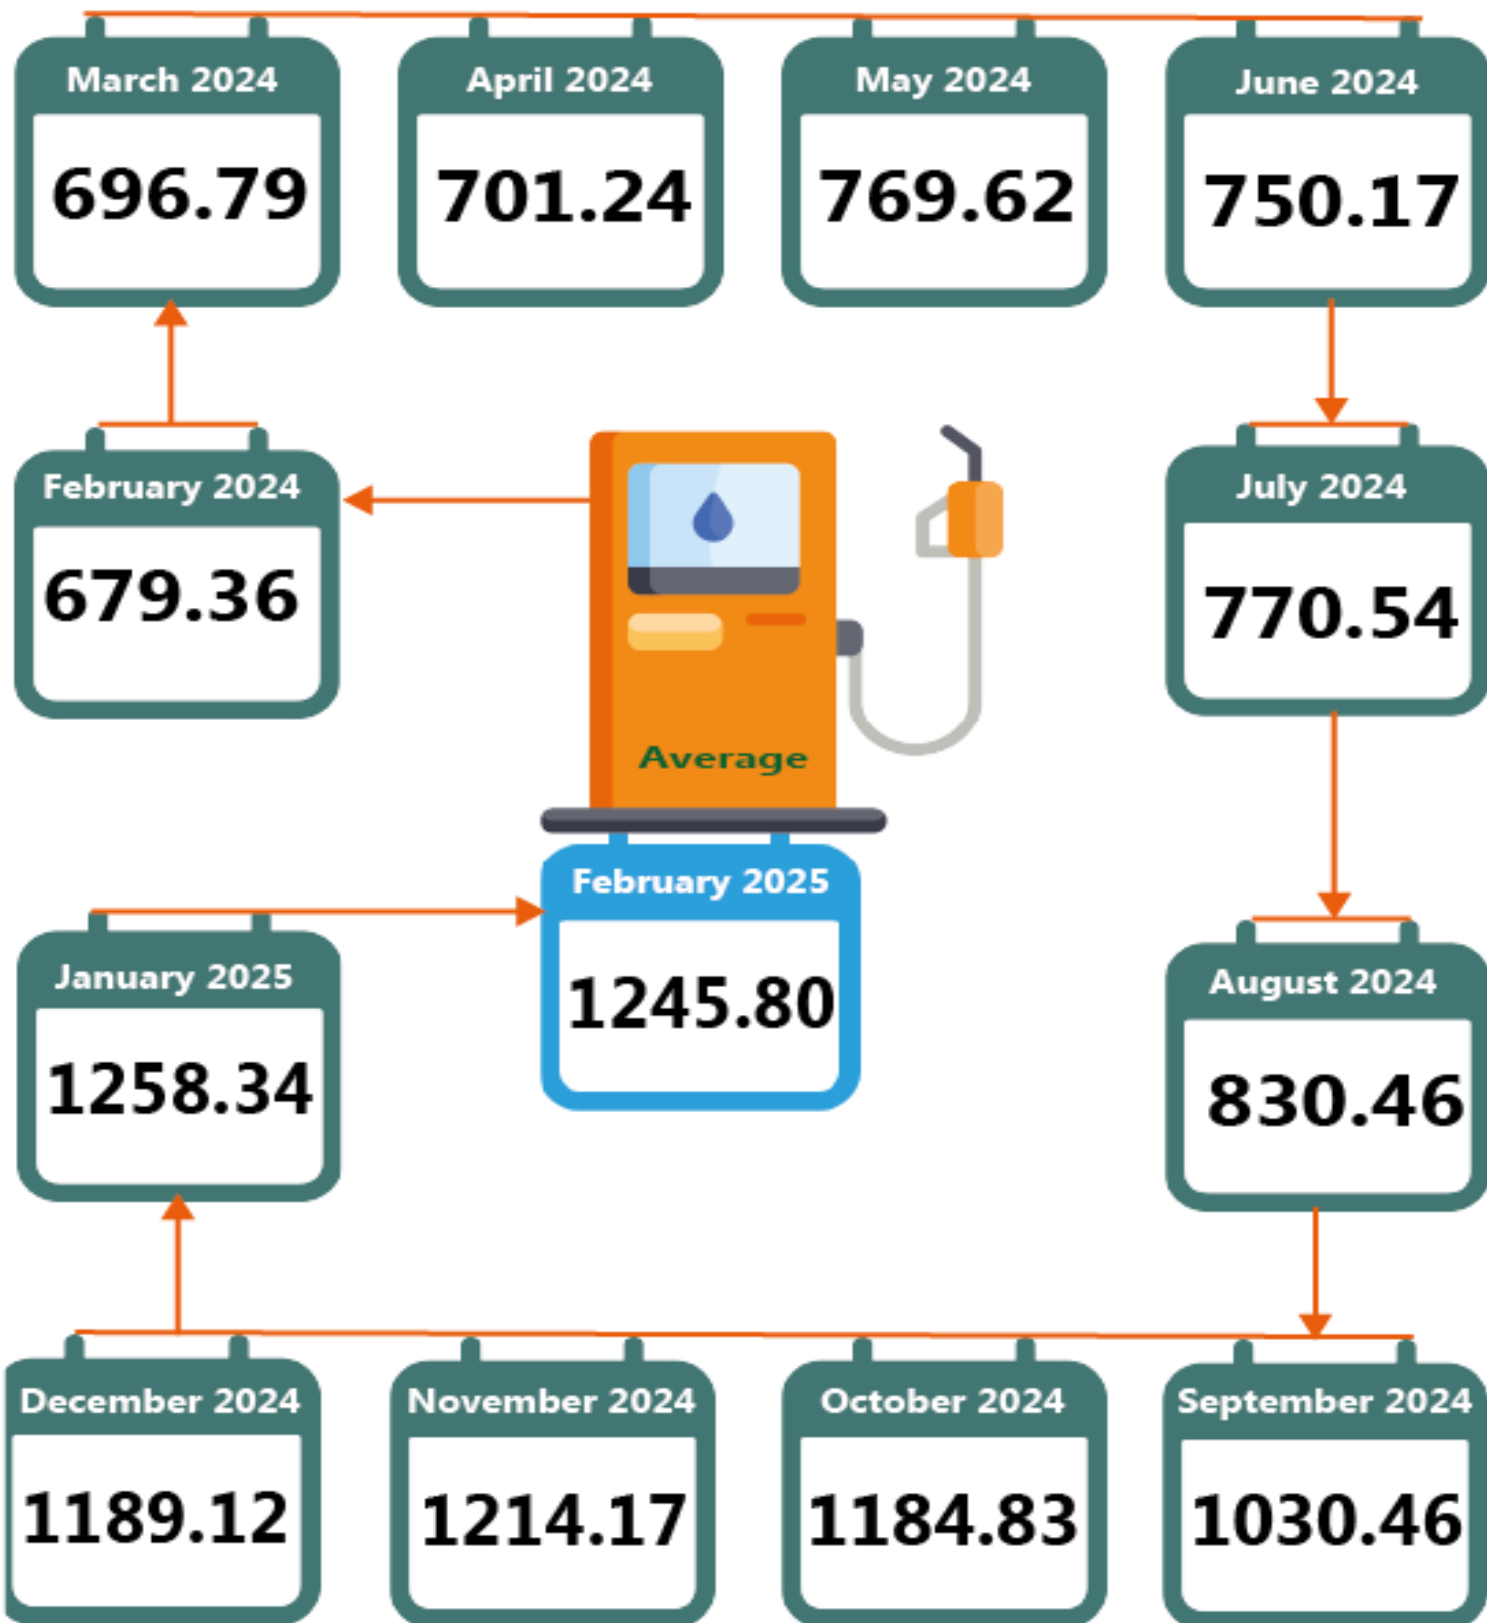 March 2024
696.79
April 2024
701.24
May 2024
769.62
June 2024
750.17
February 2024
679.36
July 2024
770.54
Average
February 2025
1245.80
January 2025
1258.34
August 2024
830.46
December 2024
1189.12
November 2024
1214.17
October 2024
1184.83
September 2024
1030.46